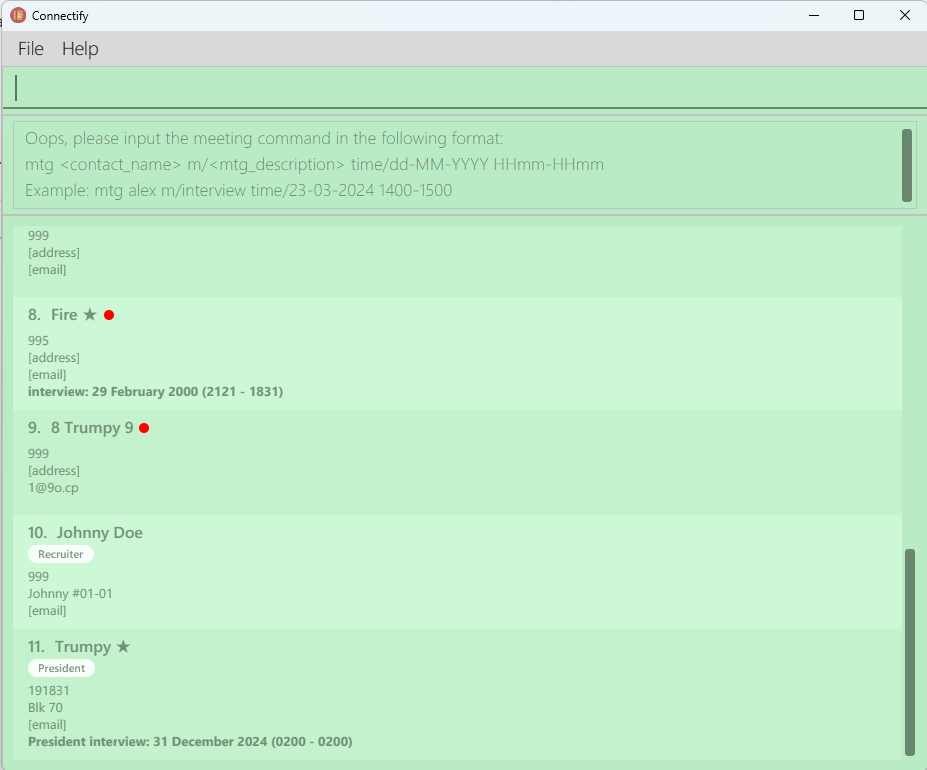 Connectify
File Help
Oops, please input the meeting command in the following format:
mtg <contact_name> m/<mtg_description> time/dd-MM-YYYY HHmm-HHmm
Example: mtg alex m/interview time/23-03-2024 1400-1500
999
[address]
[email]
8. Fire ★
995
[address]
[email]
interview: 29 February 2000 (2121 - 1831)
9. 8 Trumpy 9
999
[address]
1@9o.cp
10. Johnny Doe
Recruiter
999
Johnny #01-01
[email]
11. Trumpy ★
President
191831
Blk 70
[email]
President interview: 31 December 2024 (0200 - 0200)